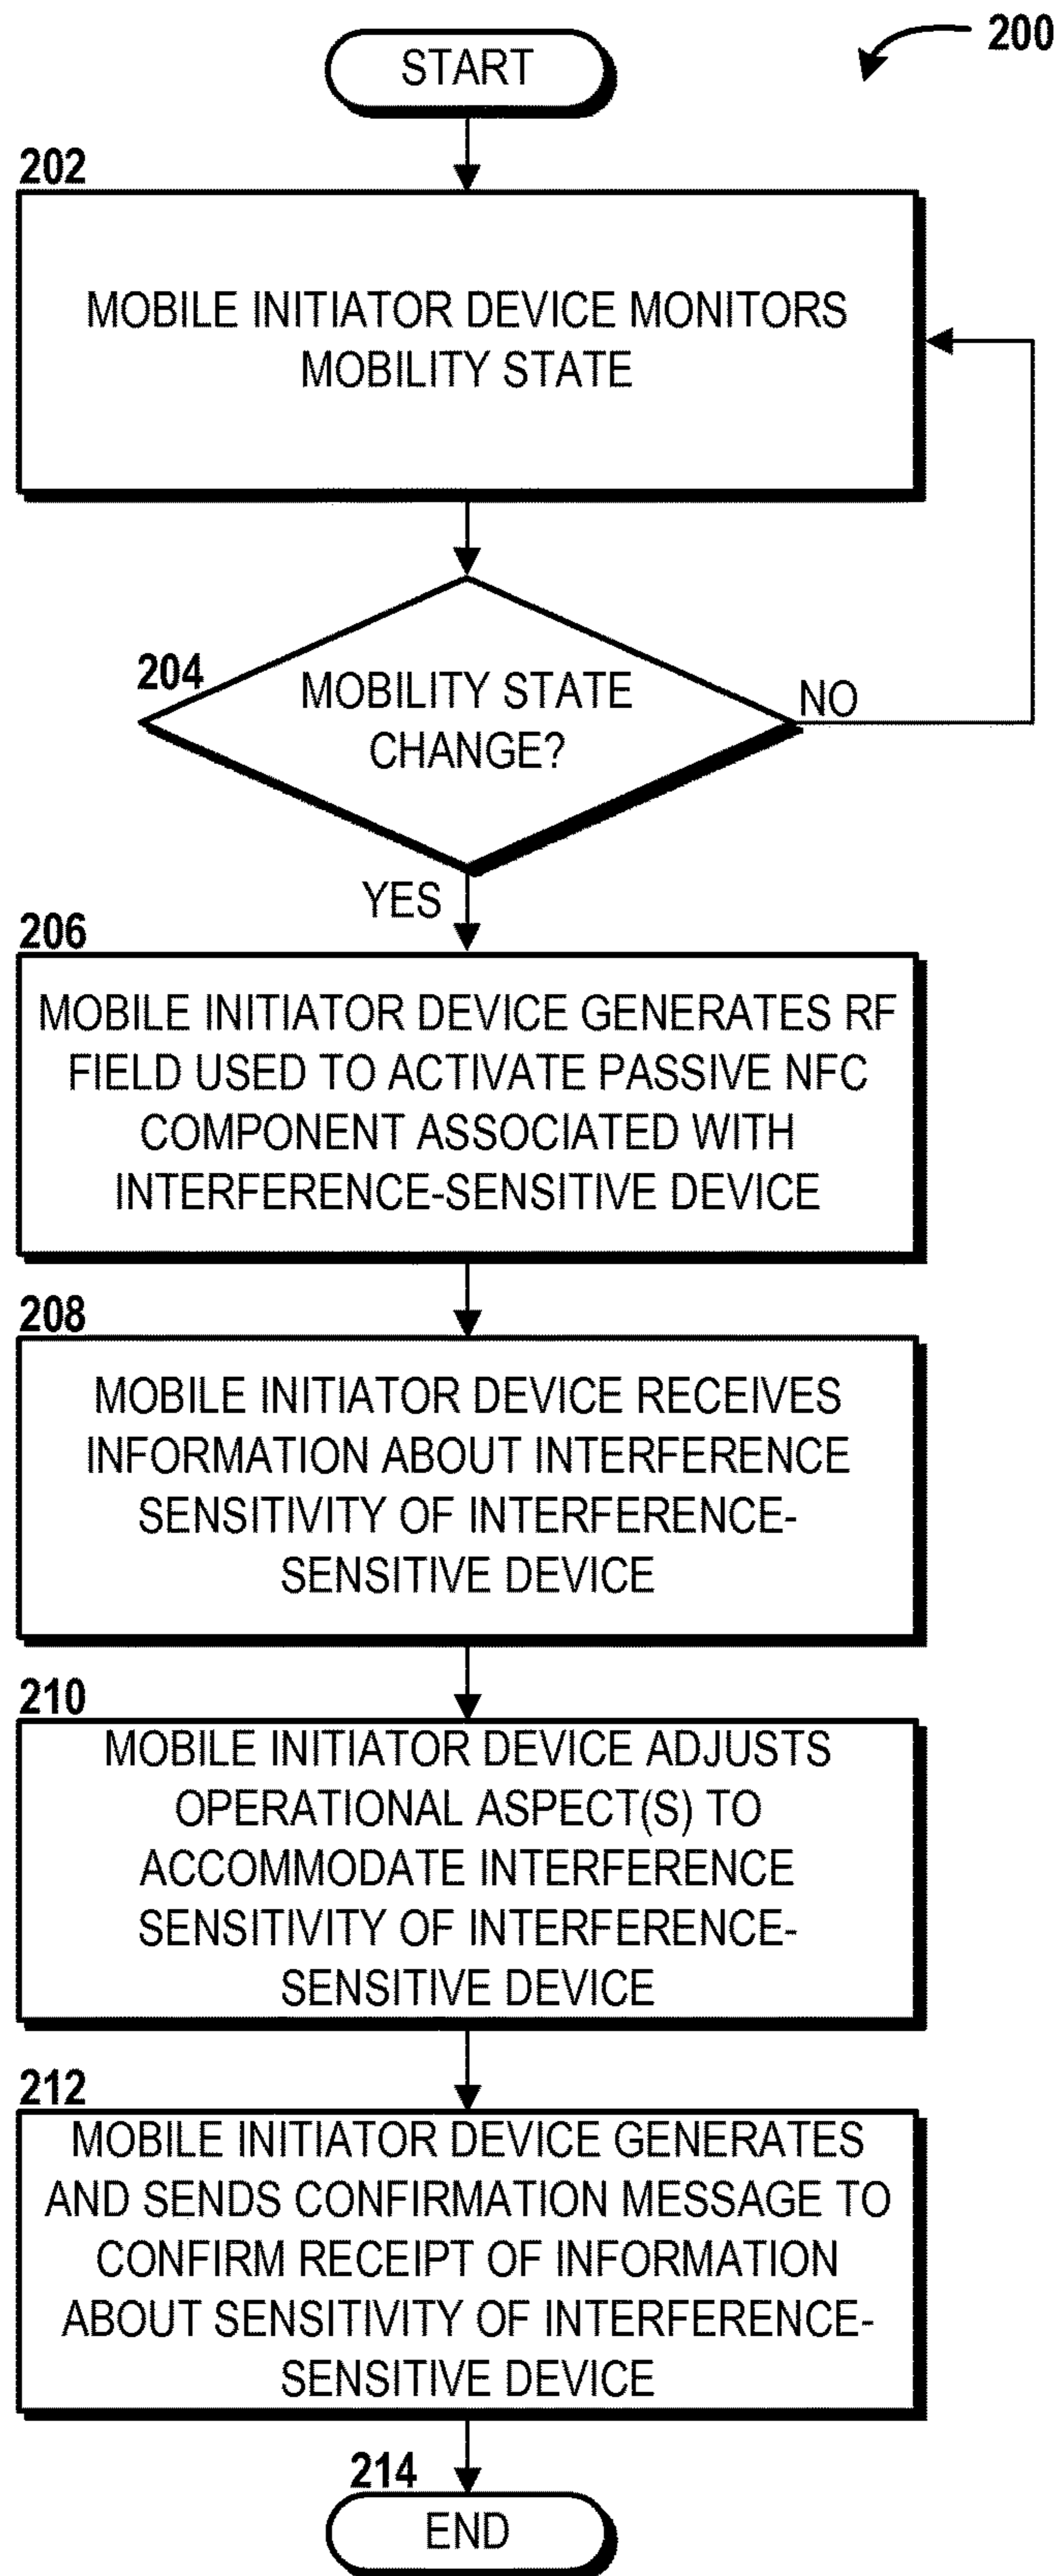 200
START
202
MOBILE INITIATOR DEVICE MONITORS
MOBILITY STATE
204
MOBILITY STATE
CHANGE?
NO
YES
206
MOBILE INITIATOR DEVICE GENERATES RF
FIELD USED TO ACTIVATE PASSIVE NFC
COMPONENT ASSOCIATED WITH
INTERFERENCE-SENSITIVE DEVICE
208
MOBILE INITIATOR DEVICE RECEIVES
INFORMATION ABOUT INTERFERENCE
SENSITIVITY OF INTERFERENCE-
SENSITIVE DEVICE
210
MOBILE INITIATOR DEVICE ADJUSTS
OPERATIONAL ASPECT(S) TO
ACCOMMODATE INTERFERENCE
SENSITIVITY OF INTERFERENCE-
SENSITIVE DEVICE
212
MOBILE INITIATOR DEVICE GENERATES
AND SENDS CONFIRMATION MESSAGE TO
CONFIRM RECEIPT OF INFORMATION
ABOUT SENSITIVITY OF INTERFERENCE-
SENSITIVE DEVICE
214
END